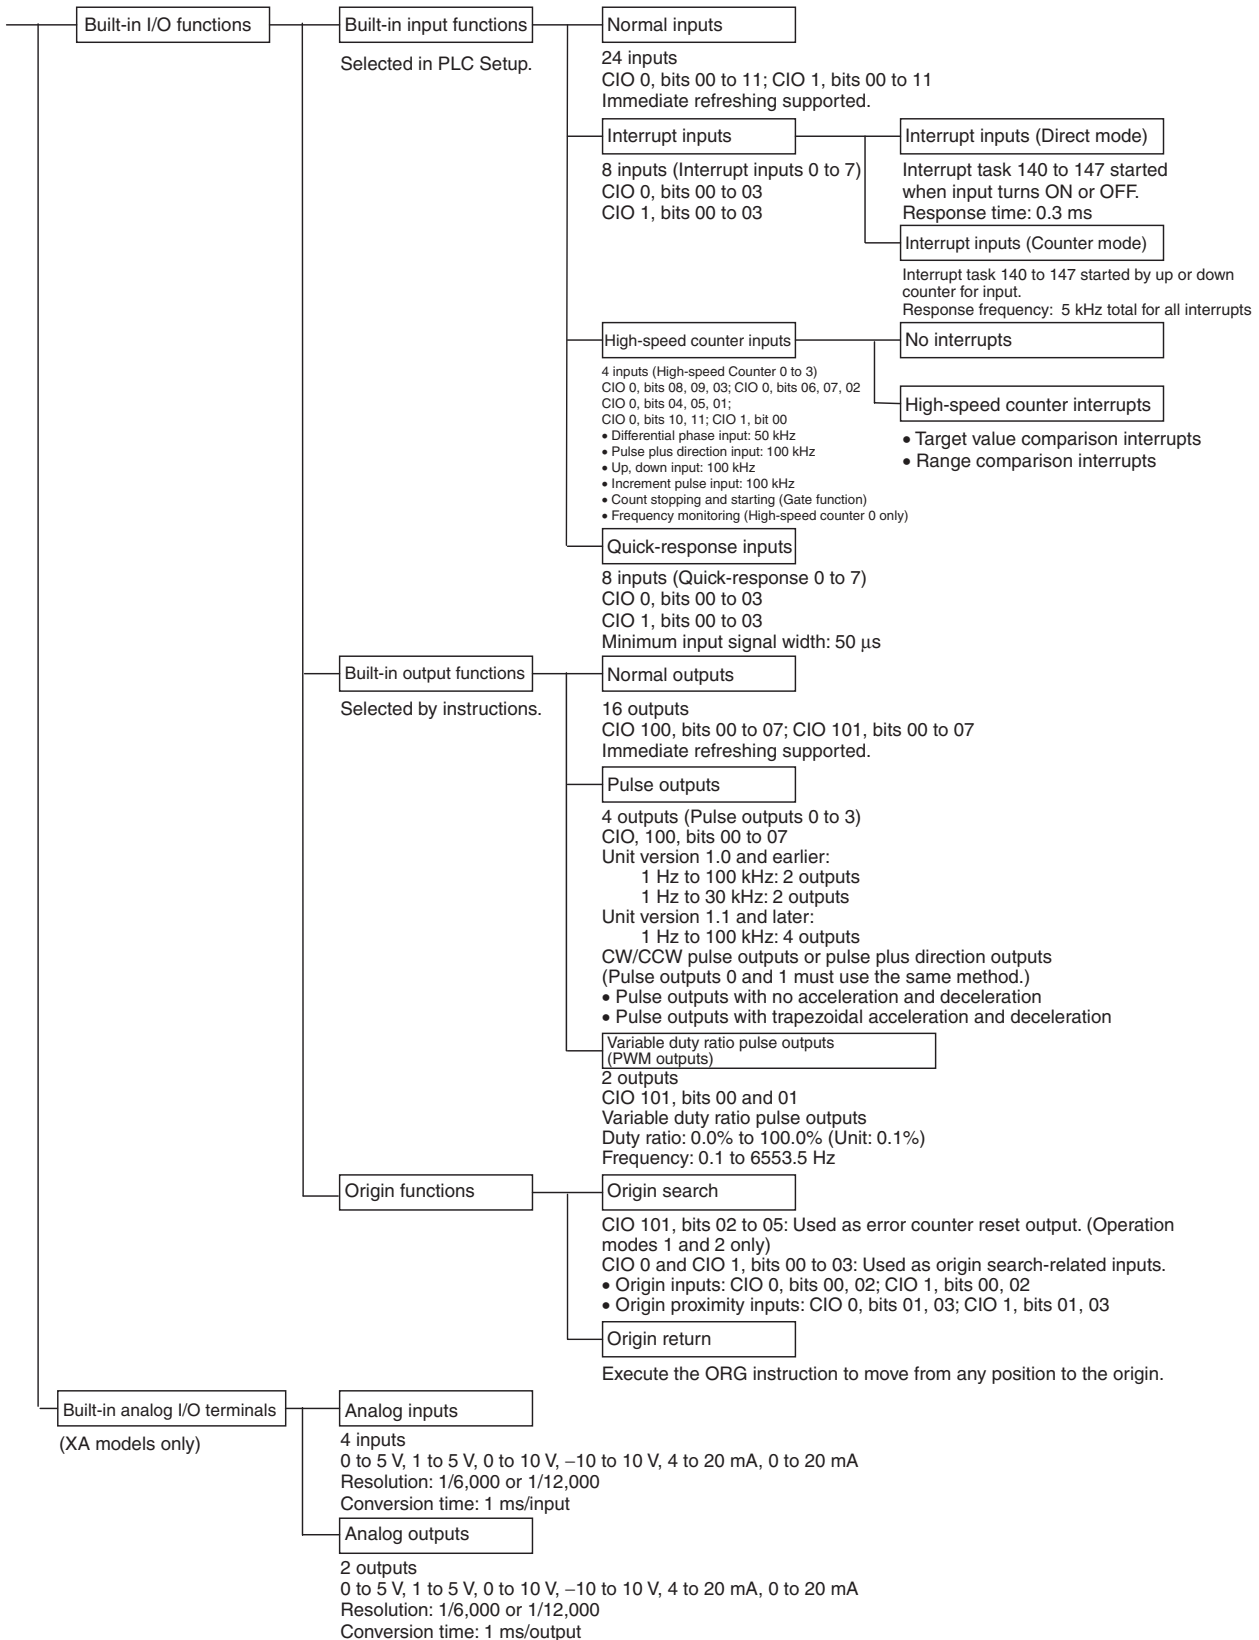 Built-in I/O functions
Built-in input functions
Selected in PLC Setup.
Normal inputs
24 inputs
CIO 0, bits 00 to 11; CIO 1, bits 00 to 11
Immediate refreshing supported.
Interrupt inputs
8 inputs (Interrupt inputs 0 to 7)
CIO 0, bits 00 to 03
CIO 1, bits 00 to 03
Interrupt inputs (Direct mode)
Interrupt task 140 to 147 started
when input turns ON or OFF.
Response time: 0.3 ms
Interrupt inputs (Counter mode)
Interrupt task 140 to 147 started by up or down
counter for input.
Response frequency: 5 kHz total for all interrupts
High-speed counter inputs
4 inputs (High-speed Counter 0 to 3)
CIO 0, bits 08, 09, 03; CIO 0, bits 06, 07, 02
CIO 0, bits 04, 05, 01;
CIO 0, bits 10, 11; CIO 1, bit 00
• Differential phase input: 50 kHz
• Pulse plus direction input: 100 kHz
• Up, down input: 100 kHz
• Increment pulse input: 100 kHz
• Count stopping and starting (Gate function)
• Frequency monitoring (High-speed counter 0 only)
No interrupts
High-speed counter interrupts
• Target value comparison interrupts
• Range comparison interrupts
Quick-response inputs
8 inputs (Quick-response 0 to 7)
CIO 0, bits 00 to 03
CIO 1, bits 00 to 03
Minimum input signal width: 50 μs
Built-in output functions
Selected by instructions.
Normal outputs
16 outputs
CIO 100, bits 00 to 07; CIO 101, bits 00 to 07
Immediate refreshing supported.
Pulse outputs
4 outputs (Pulse outputs 0 to 3)
CIO, 100, bits 00 to 07
Unit version 1.0 and earlier:
1 Hz to 100 kHz: 2 outputs
1 Hz to 30 kHz: 2 outputs
Unit version 1.1 and later:
1 Hz to 100 kHz: 4 outputs
CW/CCW pulse outputs or pulse plus direction outputs
(Pulse outputs 0 and 1 must use the same method.)
• Pulse outputs with no acceleration and deceleration
• Pulse outputs with trapezoidal acceleration and deceleration
Variable duty ratio pulse outputs
(PWM outputs)
2 outputs
CIO 101, bits 00 and 01
Variable duty ratio pulse outputs
Duty ratio: 0.0% to 100.0% (Unit: 0.1%)
Frequency: 0.1 to 6553.5 Hz
Origin functions
Origin search
CIO 101, bits 02 to 05: Used as error counter reset output. (Operation
modes 1 and 2 only)
CIO 0 and CIO 1, bits 00 to 03: Used as origin search-related inputs.
• Origin inputs: CIO 0, bits 00, 02; CIO 1, bits 00, 02
• Origin proximity inputs: CIO 0, bits 01, 03; CIO 1, bits 01, 03
Origin return
Execute the ORG instruction to move from any position to the origin.
Built-in analog I/O terminals
(XA models only)
Analog inputs
4 inputs
0 to 5 V, 1 to 5 V, 0 to 10 V, −10 to 10 V, 4 to 20 mA, 0 to 20 mA
Resolution: 1/6,000 or 1/12,000
Conversion time: 1 ms/input
Analog outputs
2 outputs
0 to 5 V, 1 to 5 V, 0 to 10 V, −10 to 10 V, 4 to 20 mA, 0 to 20 mA
Resolution: 1/6,000 or 1/12,000
Conversion time: 1 ms/output